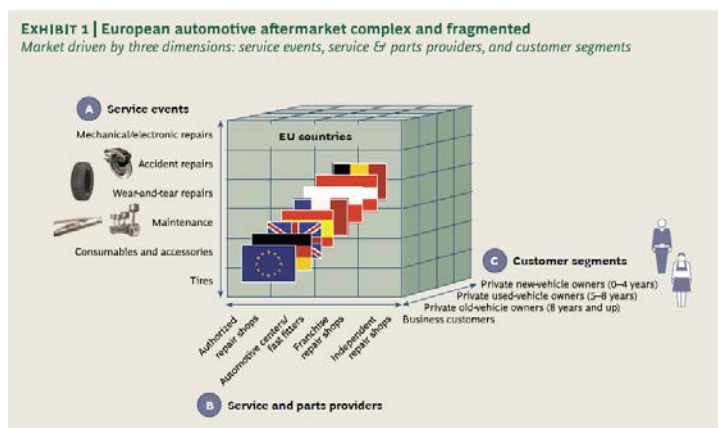 EXHIBIT 1 | European automotive aftermarket complex and fragmented
Market driven by three dimensions: service events, service & parts providers, and customer segments
A Service events
Mechanical/electronic repairs
EU countries
Accident repairs
Wear-and-tear repairs
Maintenance
Consumables and accessories
Tires
C Customer segments
Private new-vehicle owners (0–4 years)
Private used-vehicle owners (5–8 years)
Private old-vehicle owners (8 years and up)
Business customers
Authorized
repair shops
Automotive centers/
fast fitters
Franchise
repair shops
Independent
repair shops
B Service and parts providers